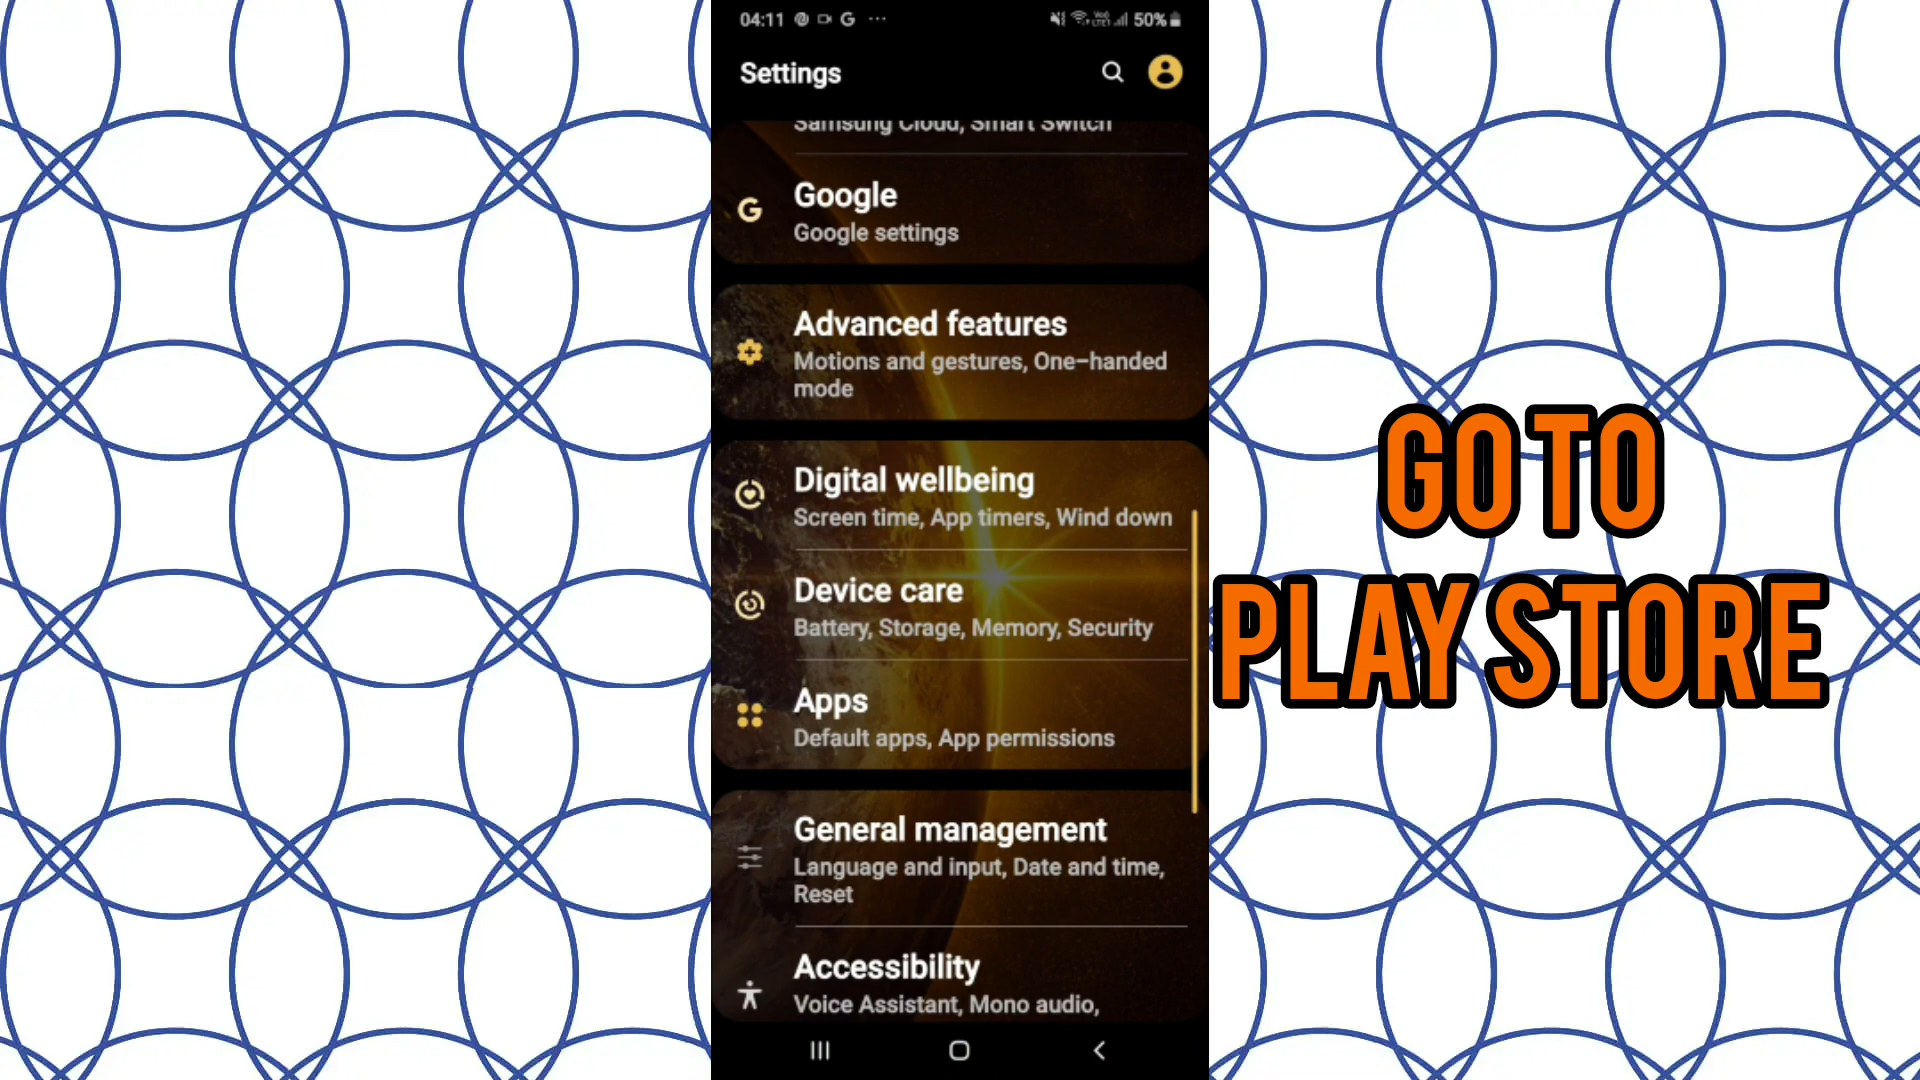 04:11 G ...
50%
Settings
Samsung Cloud, Smart Switch
Google
Google settings
Advanced features
Motions and gestures, One-handed
mode
Digital wellbeing
Screen time, App timers, Wind down
Device care
Battery, Storage, Memory, Security
Apps
Default apps, App permissions
General management
Language and input, Date and time,
Reset
Accessibility
Voice Assistant, Mono audio,
GO TO
PLAY STORE